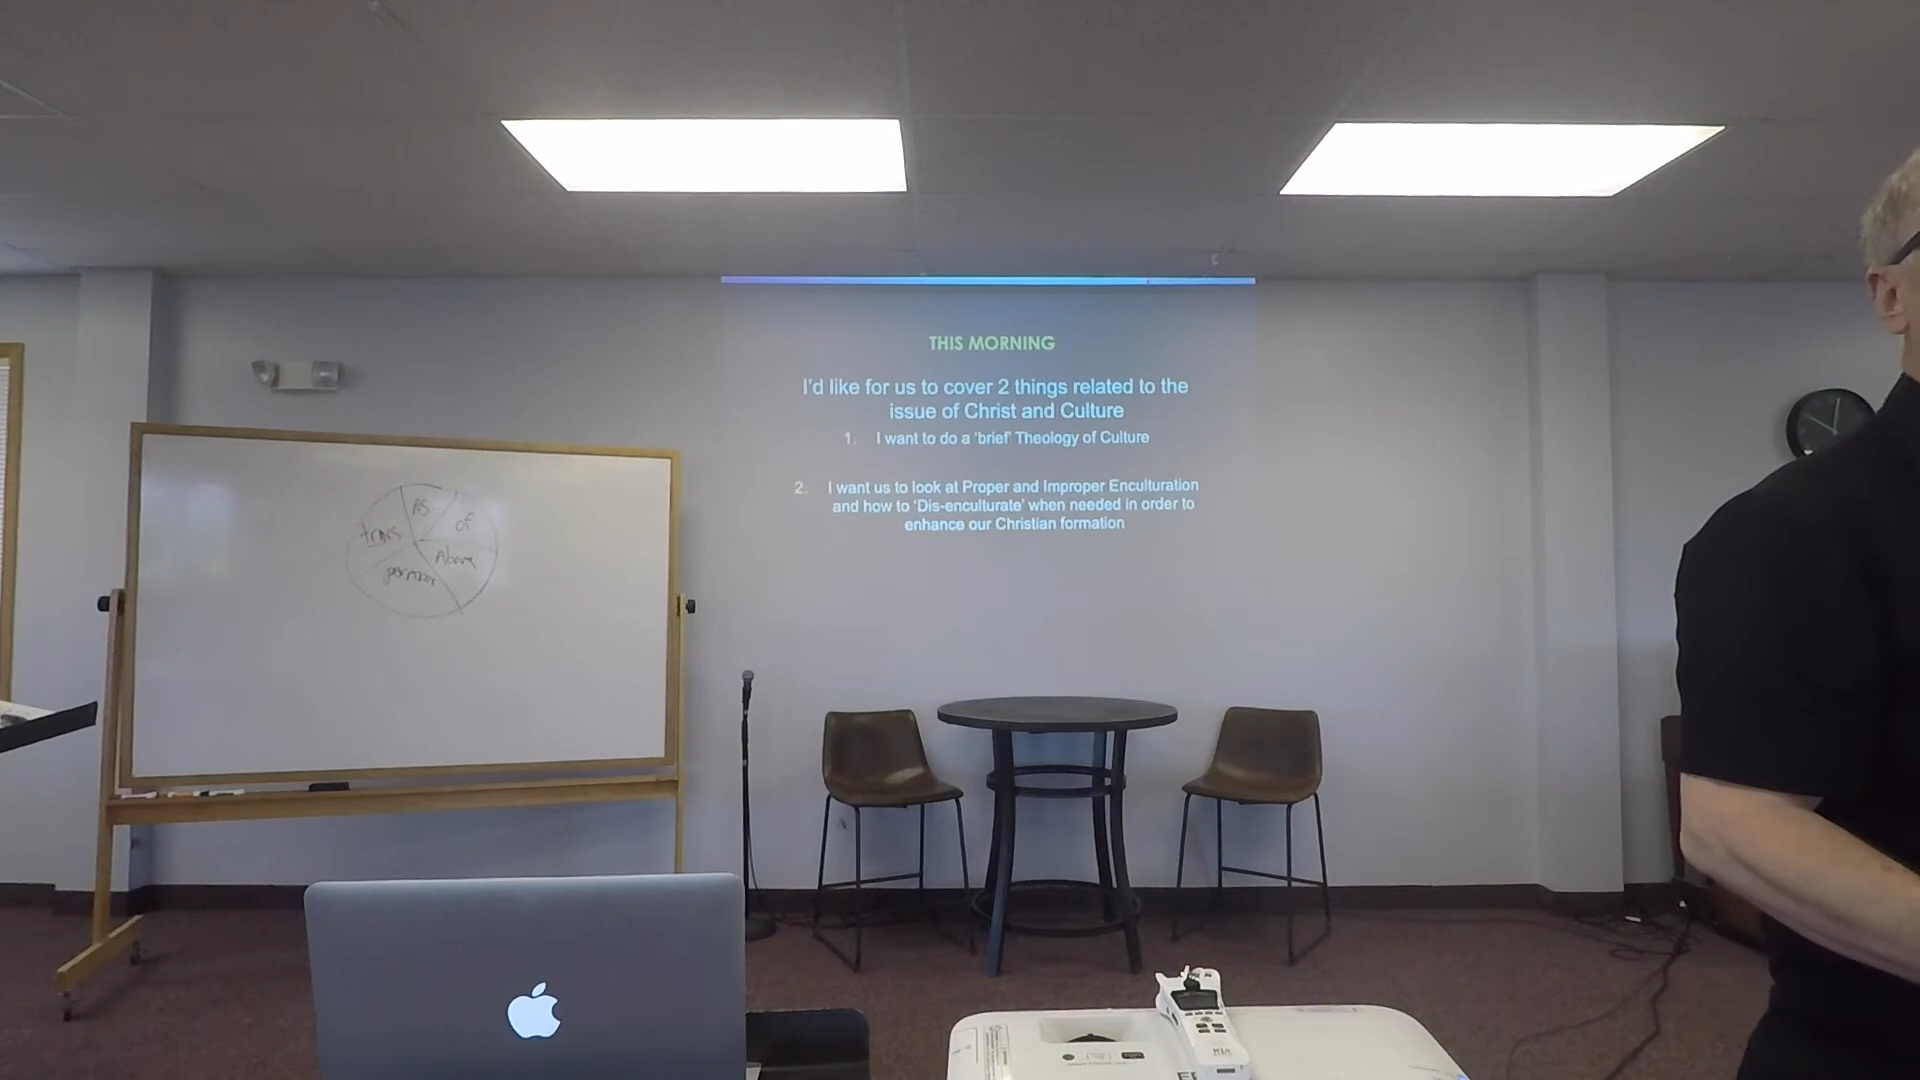 THIS MORNING
I'd like for us to cover 2 things related to the
issue of Christ and Culture
1. I want to do a 'brief' Theology of Culture
2. I want us to look at Proper and Improper Enculturation
and how to 'Dis-enculturate' when needed in order to
enhance our Christian formation
AS
of
trans
Above